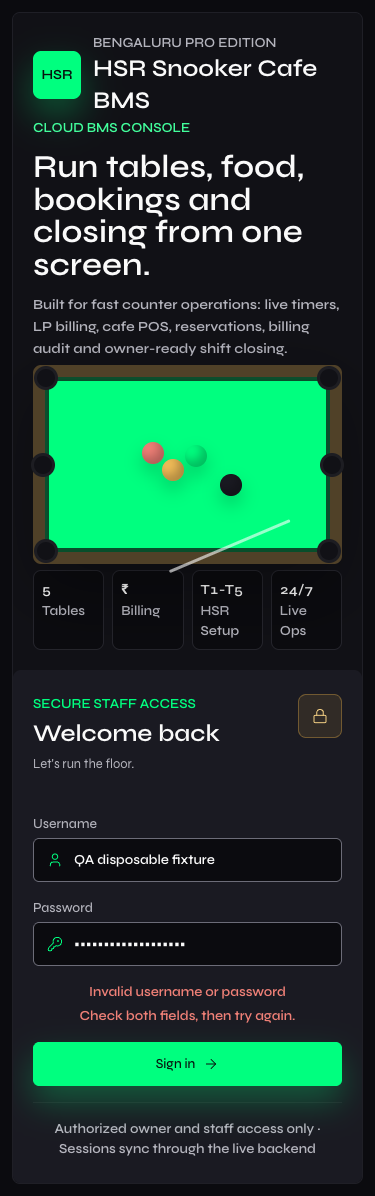 HSR
BENGALURU PRO EDITION
HSR Snooker Cafe
BMS
CLOUD BMS CONSOLE
Run tables, food,
bookings and
closing from one
screen.
Built for fast counter operations: live timers,
LP billing, cafe POS, reservations, billing
audit and owner-ready shift closing.
5
Tables
₹
Billing
T1-T5
HSR
Setup
24/7
Live
Ops
SECURE STAFF ACCESS
Welcome back
Let's run the floor.
Username
QA disposable fixture
Password
•••••••••••••••••••
Invalid username or password
Check both fields, then try again.
Sign in →
Authorized owner and staff access only ·
Sessions sync through the live backend